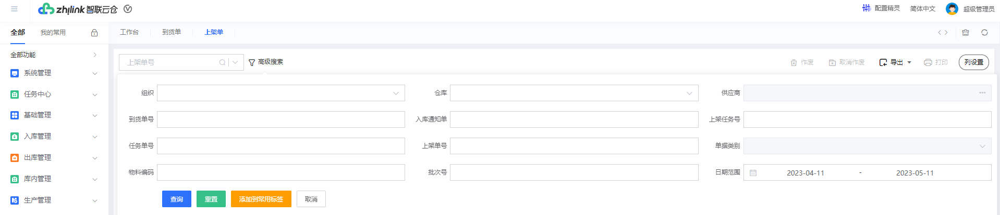 zhilink 智联云仓
配置精灵 简体中文 超级管理员
全部 我的常用
工作台 到货单 上架单
全部功能
系统管理
任务中心
基础管理
入库管理
出库管理
库内管理
生产管理
上架单号 高级搜索
作废 取消作废 导出 打印 列设置
组织 仓库 供应商
到货单号 入库通知单 上架任务号
任务单号 上架单号 单据类别
物料编码 批次号 日期范围 2023-04-11 - 2023-05-11
查询 重置 添加到常用标签 取消